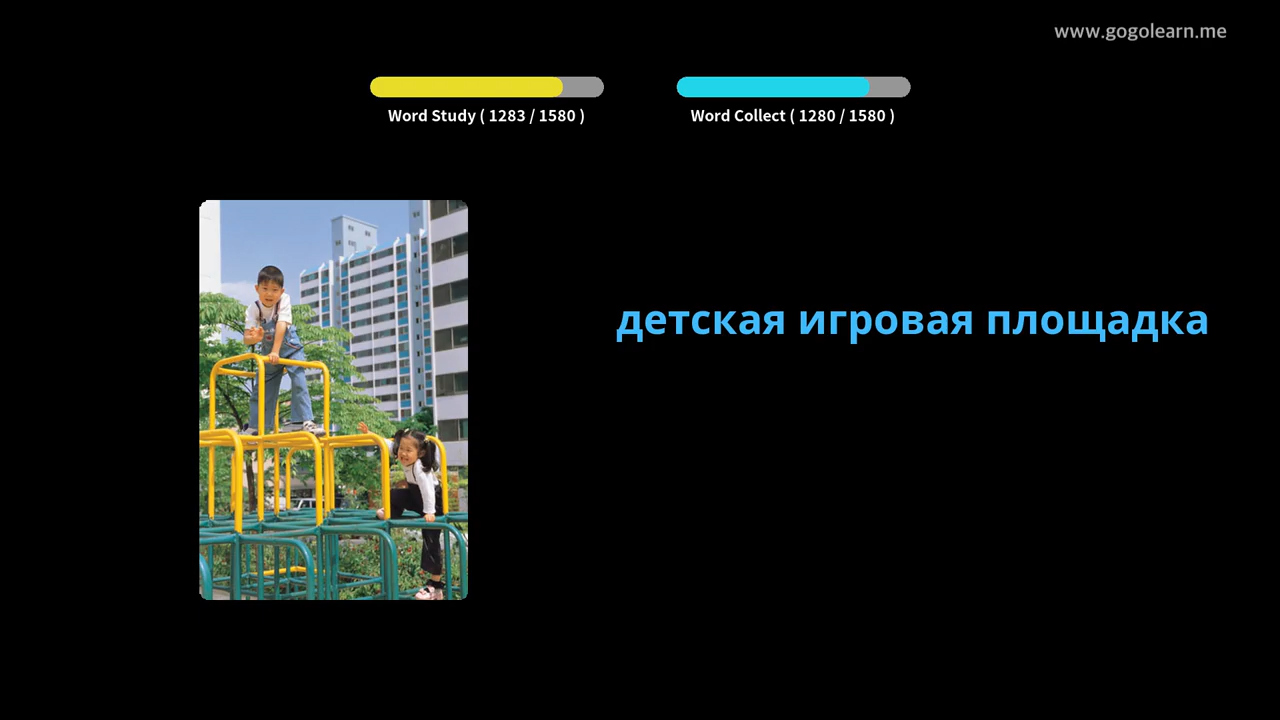 www.gogolearn.me
Word Study ( 1283 / 1580 )
Word Collect ( 1280 / 1580 )
детская игровая площадка